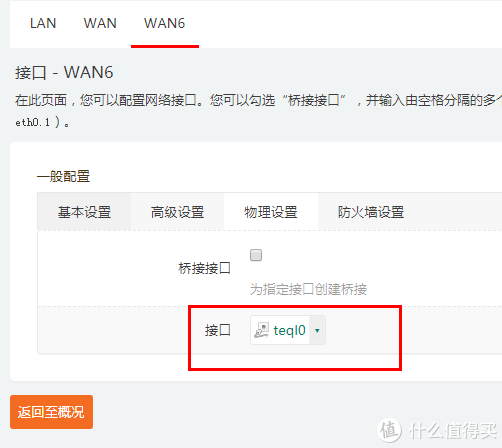 LAN WAN WAN6
接口 - WAN6
在此页面，您可以配置网络接口。您可以勾选“桥接接口”，并输入由空格分隔的多个
eth0.1）。
一般配置
基本设置 高级设置 物理设置 防火墙设置
桥接接口
为指定接口创建桥接
接口 teql0
返回至概况
值 什么值得买